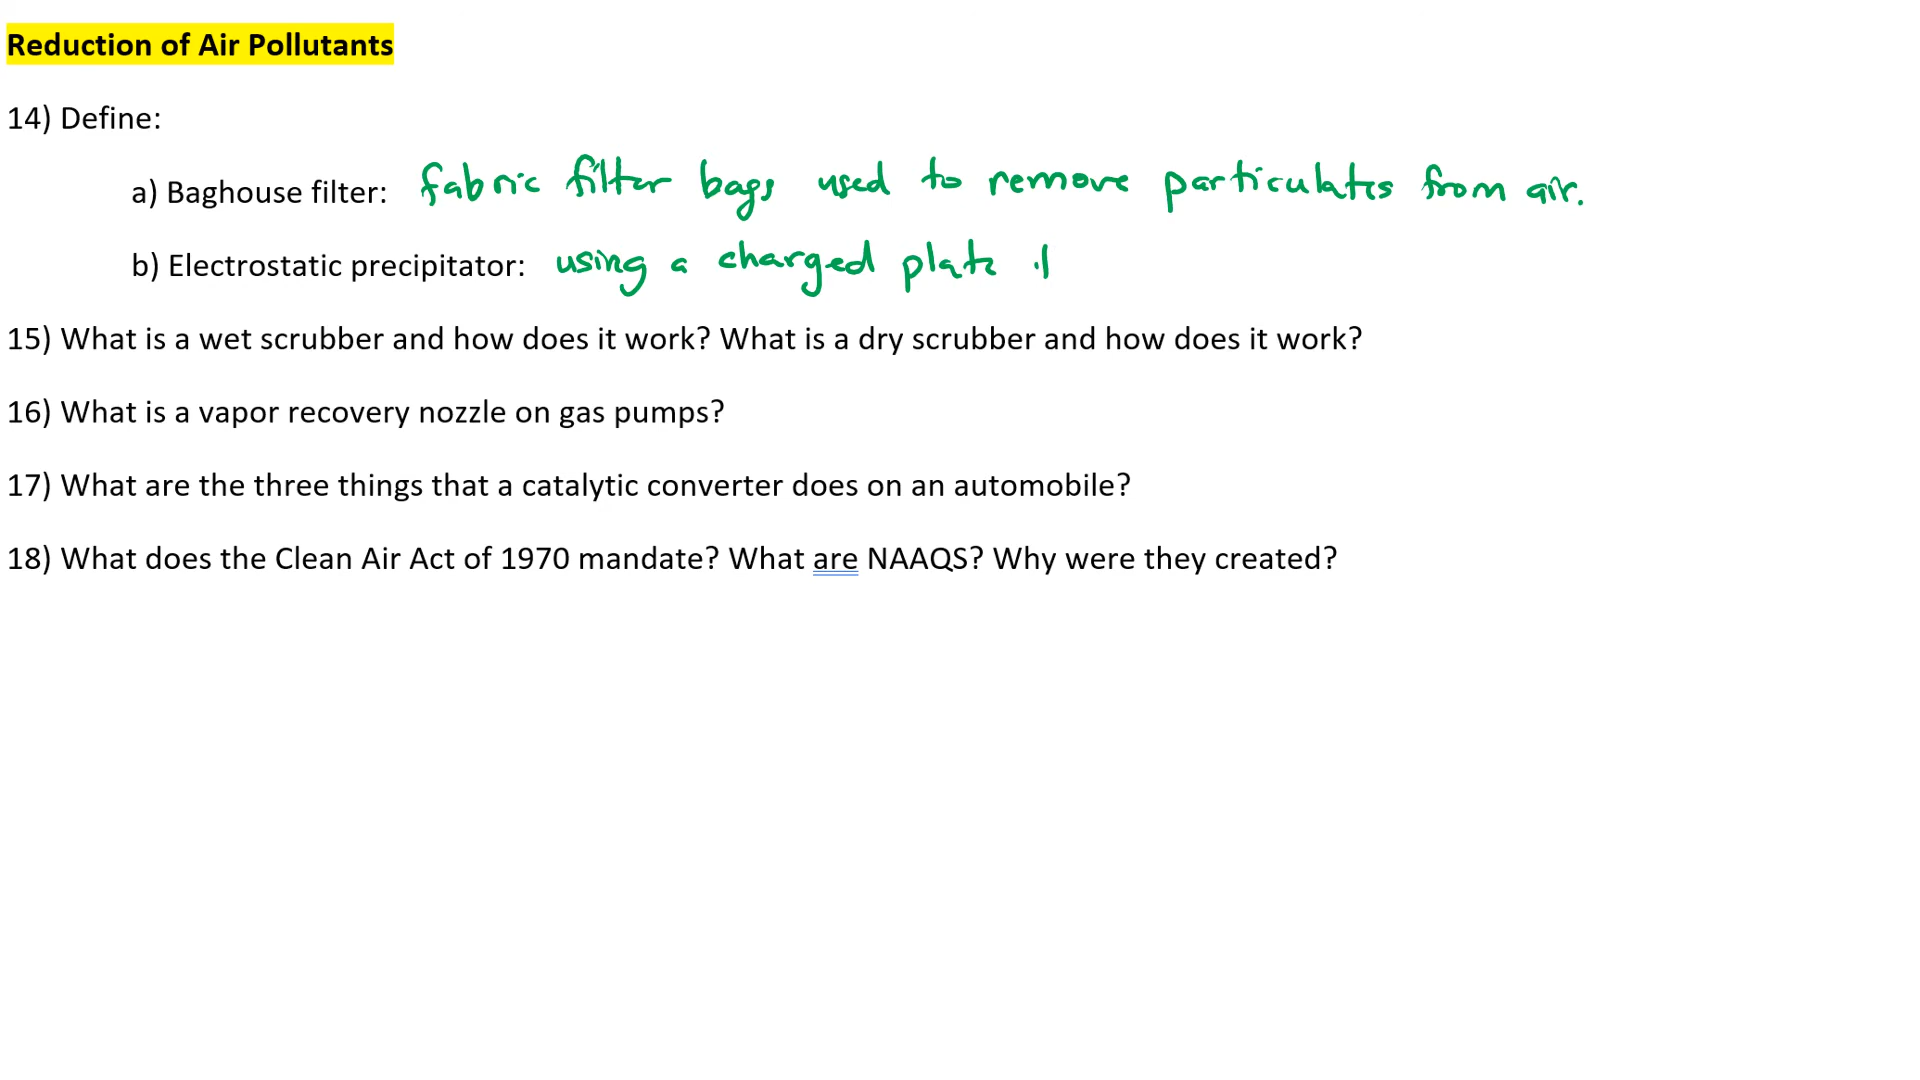 Reduction of Air Pollutants
14) Define:
a) Baghouse filter: fabric filter bags used to remove particulates from air.
b) Electrostatic precipitator: using a charged plate
15) What is a wet scrubber and how does it work? What is a dry scrubber and how does it work?
16) What is a vapor recovery nozzle on gas pumps?
17) What are the three things that a catalytic converter does on an automobile?
18) What does the Clean Air Act of 1970 mandate? What are NAAQS? Why were they created?